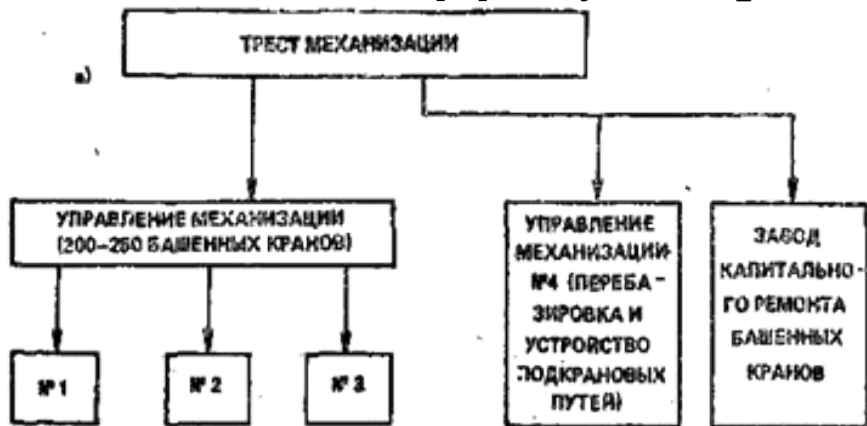 ТРЕСТ МЕХАНИЗАЦИИ
а)
УПРАВЛЕНИЕ МЕХАНИЗАЦИИ
(200–250 БАШЕННЫХ КРАНОВ)
№ 1
№ 2
№ 3
УПРАВЛЕНИЕ
МЕХАНИЗАЦИИ
№4 (ПЕРЕБА-
ЗИРОВКА И
УСТРОЙСТВО
ПОДКРАНОВЫХ
ПУТЕЙ)
ЗАВОД
КАПИТАЛЬНО-
ГО РЕМОНТА
БАШЕННЫХ
КРАНОВ